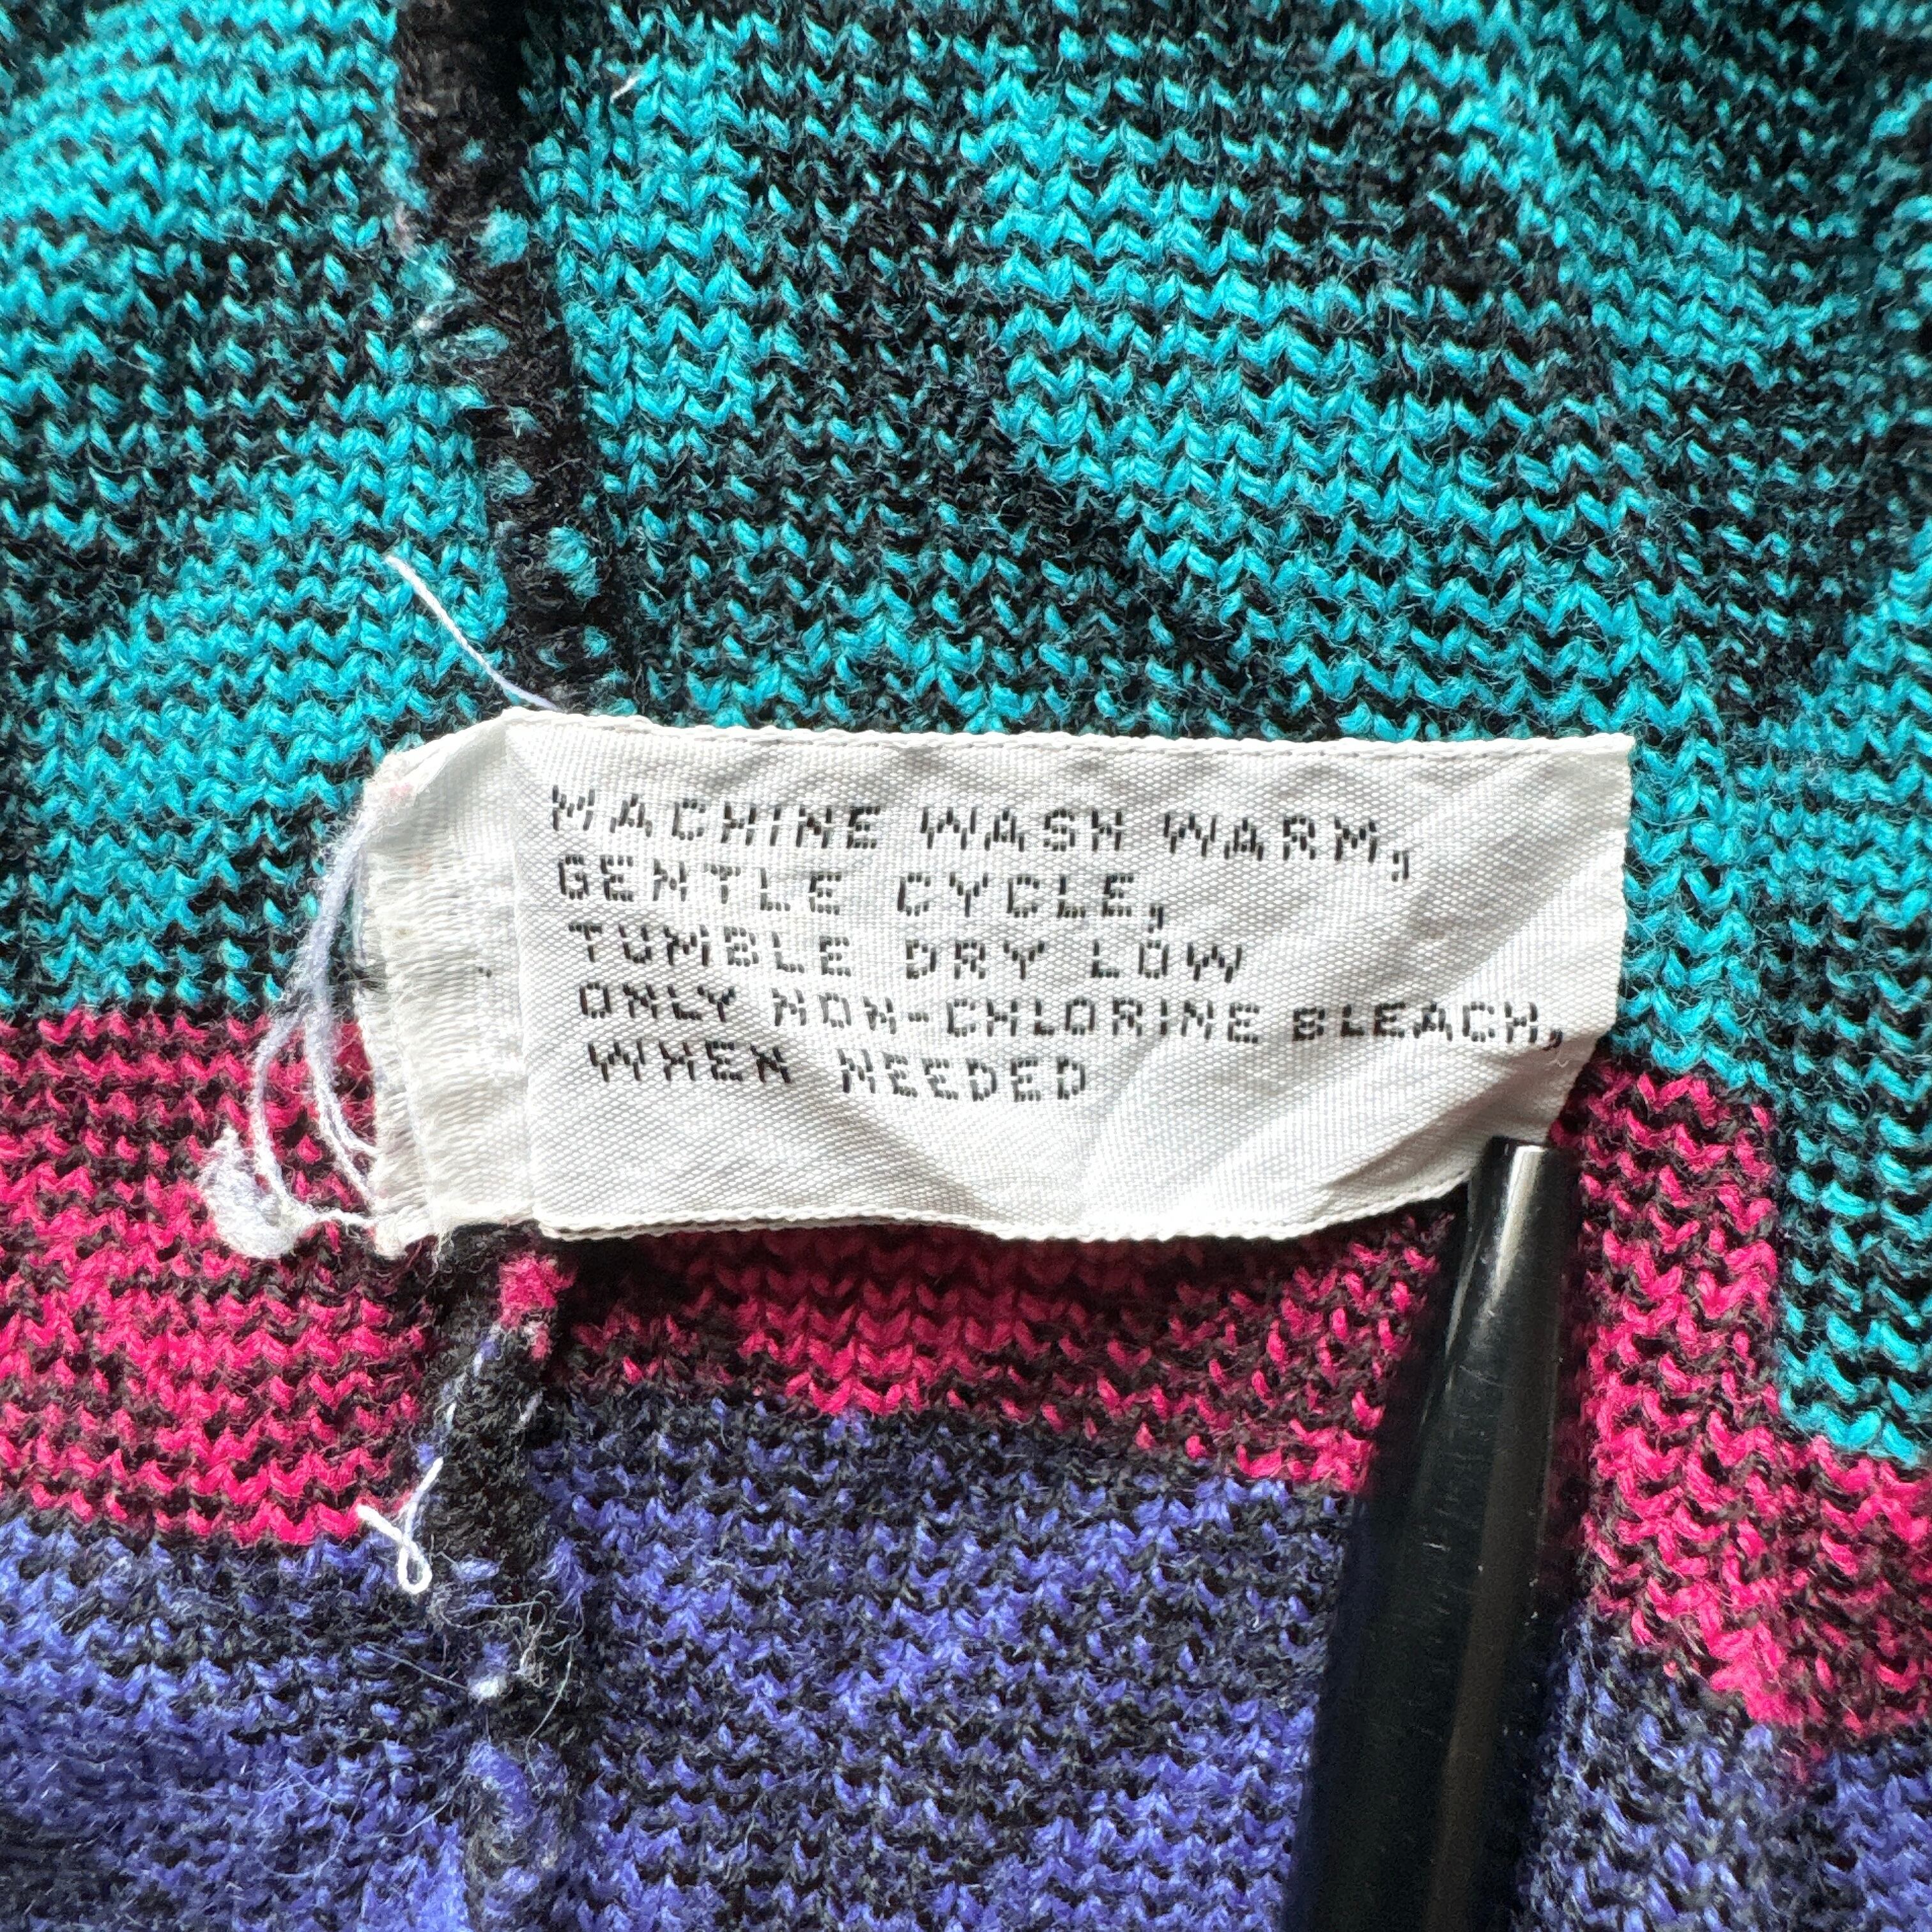 MACHINE WASH WARM,
GENTLE CYCLE,
TUMBLE DRY LOW
ONLY NON-CHLORINE BLEACH,
WHEN NEEDED